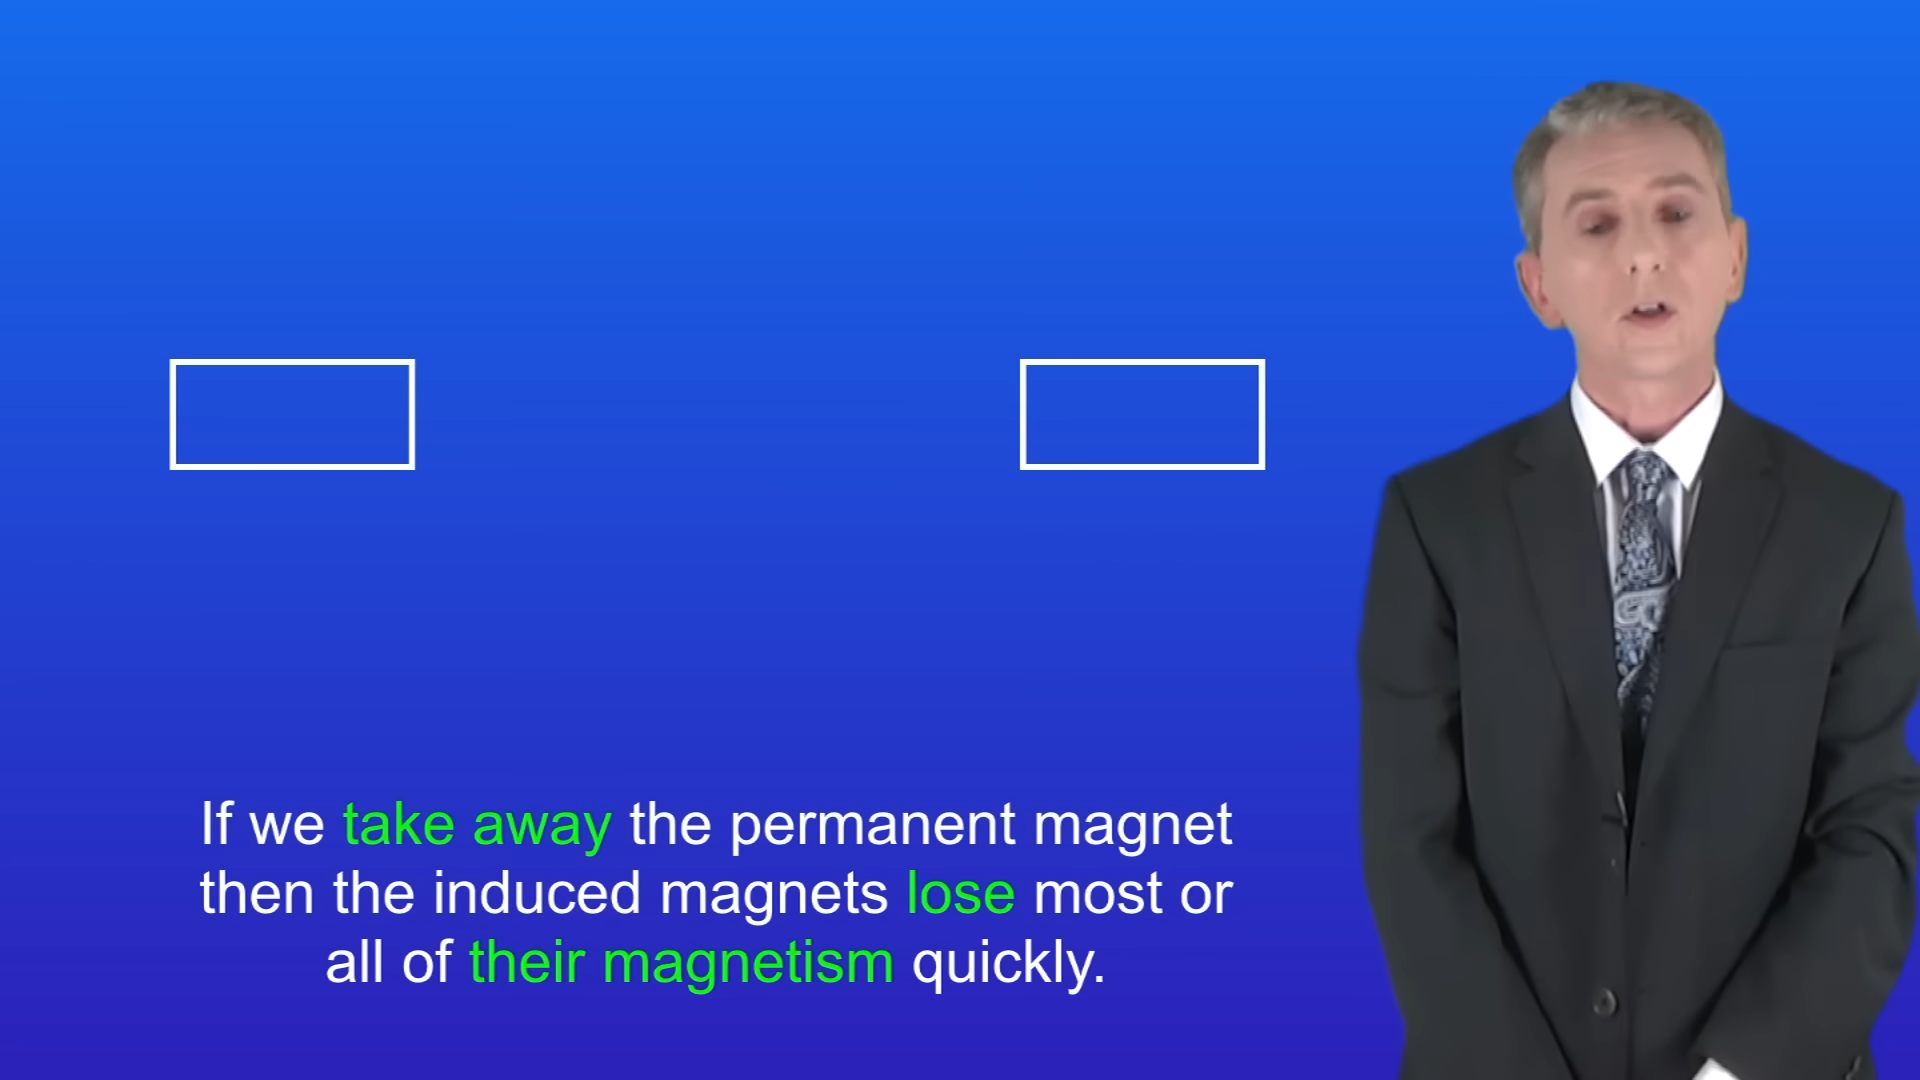 If we take away the permanent magnet
then the induced magnets lose most or
all of their magnetism quickly.